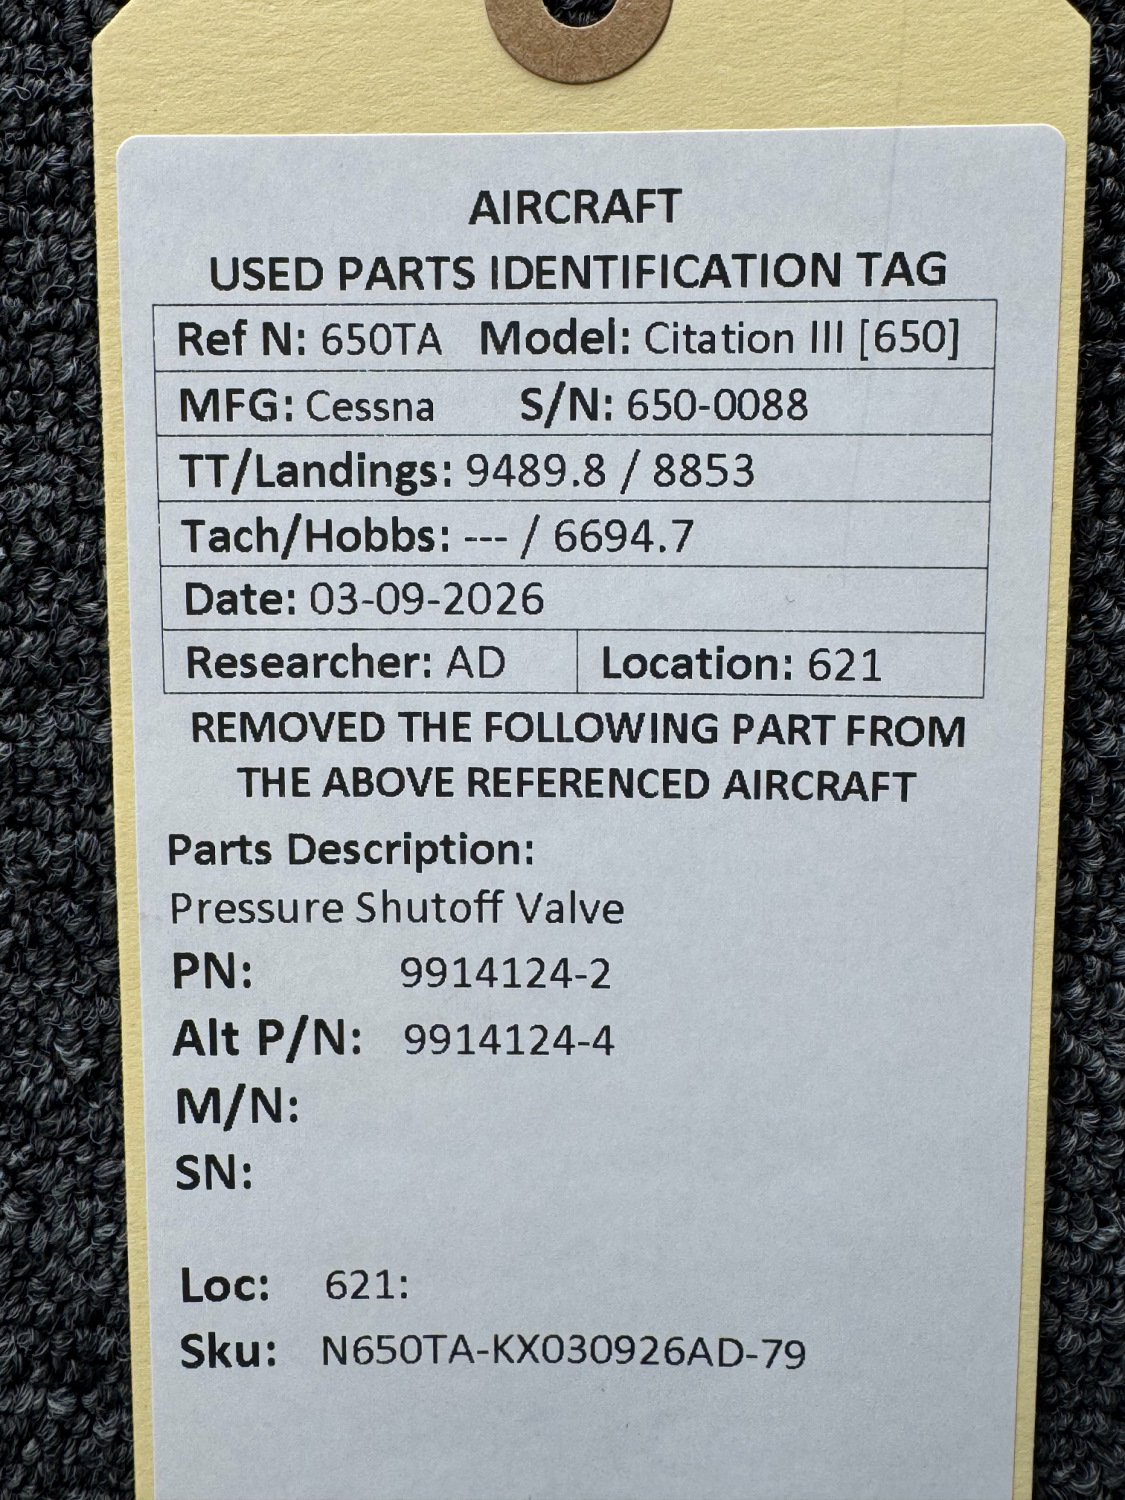 AIRCRAFT
USED PARTS IDENTIFICATION TAG
Ref N: 650TA Model: Citation III [650]
MFG: Cessna S/N: 650-0088
TT/Landings: 9489.8 / 8853
Tach/Hobbs: --- / 6694.7
Date: 03-09-2026
Researcher: AD Location: 621
REMOVED THE FOLLOWING PART FROM
THE ABOVE REFERENCED AIRCRAFT
Parts Description:
Pressure Shutoff Valve
PN: 9914124-2
Alt P/N: 9914124-4
M/N:
SN:
Loc: 621:
Sku: N650TA-KX030926AD-79